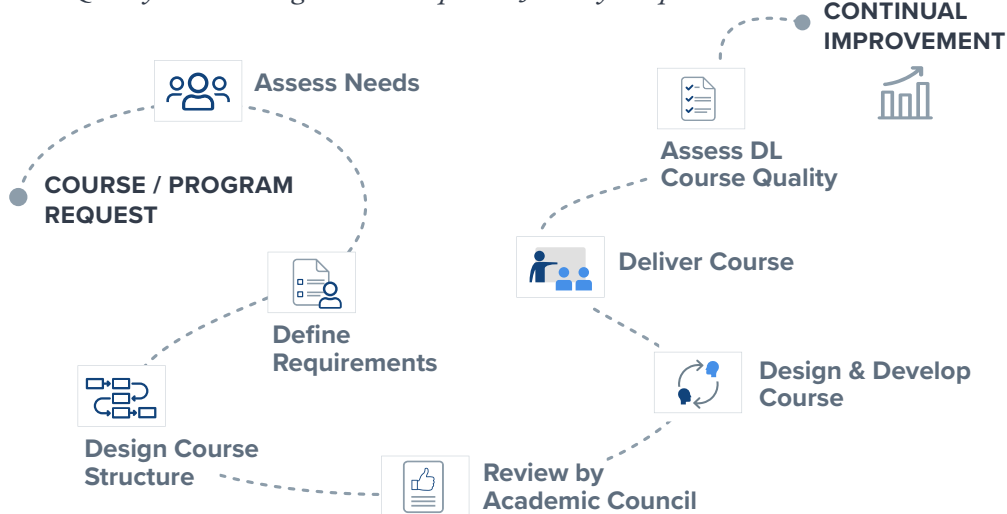 COURSE / PROGRAM
REQUEST
Assess Needs
Define
Requirements
Design Course
Structure
Review by
Academic Council
Design & Develop
Course
Deliver Course
Assess DL
Course Quality
CONTINUAL
IMPROVEMENT